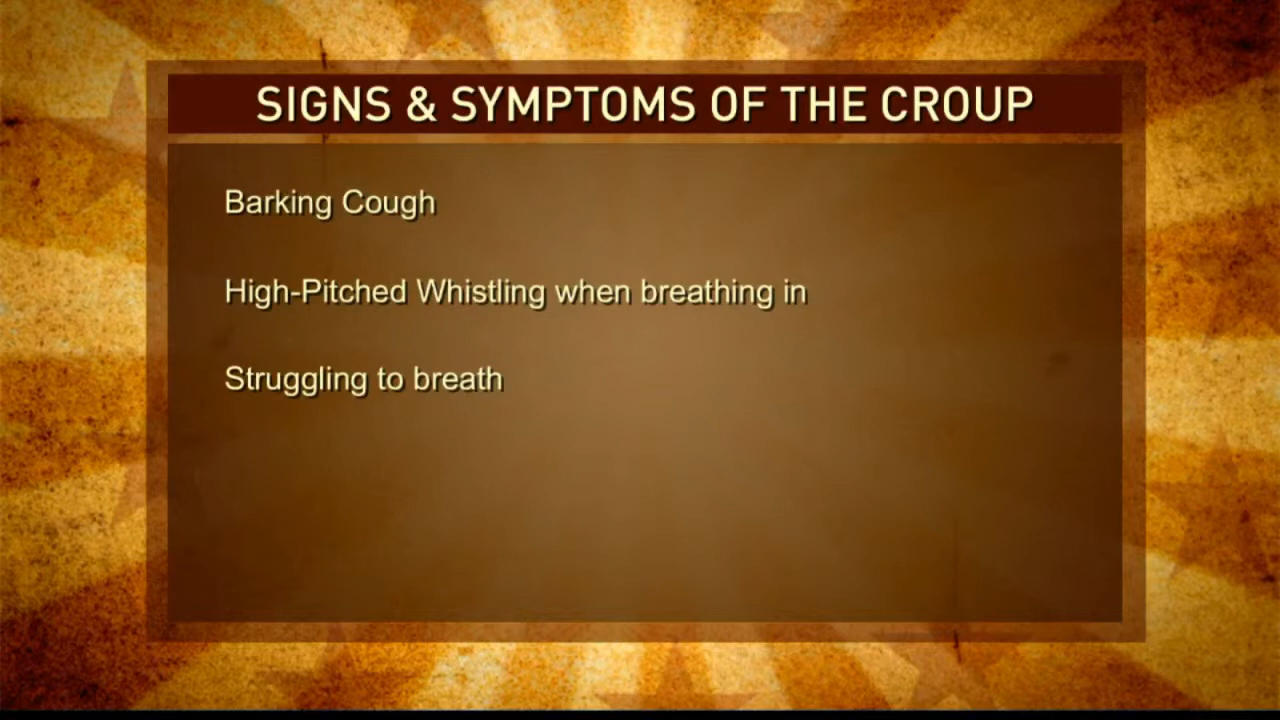 SIGNS & SYMPTOMS OF THE CROUP
Barking Cough
High-Pitched Whistling when breathing in
Struggling to breath